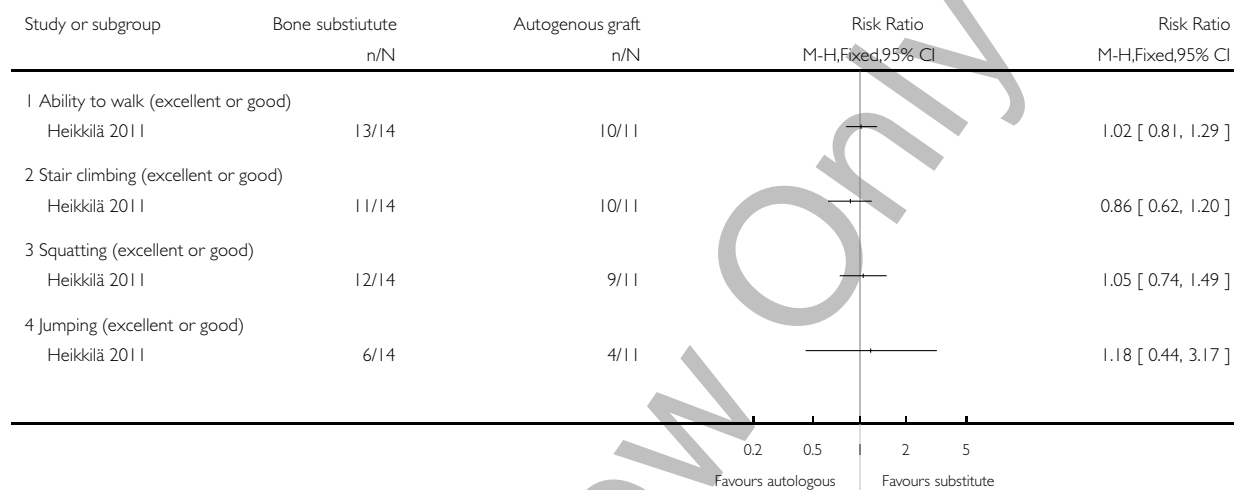 Study or subgroup Bone substiutute Autogenous graft Risk Ratio Risk Ratio
n/N n/N M-H,Fixed,95% CI M-H,Fixed,95% CI
1 Ability to walk (excellent or good)
Heikkilä 2011 13/14 10/11 1.02 [ 0.81, 1.29 ]
2 Stair climbing (excellent or good)
Heikkilä 2011 11/14 10/11 0.86 [ 0.62, 1.20 ]
3 Squatting (excellent or good)
Heikkilä 2011 12/14 9/11 1.05 [ 0.74, 1.49 ]
4 Jumping (excellent or good)
Heikkilä 2011 6/14 4/11 1.18 [ 0.44, 3.17 ]
0.2 0.5 1 2 5
Favours autologous Favours substitute
w Only